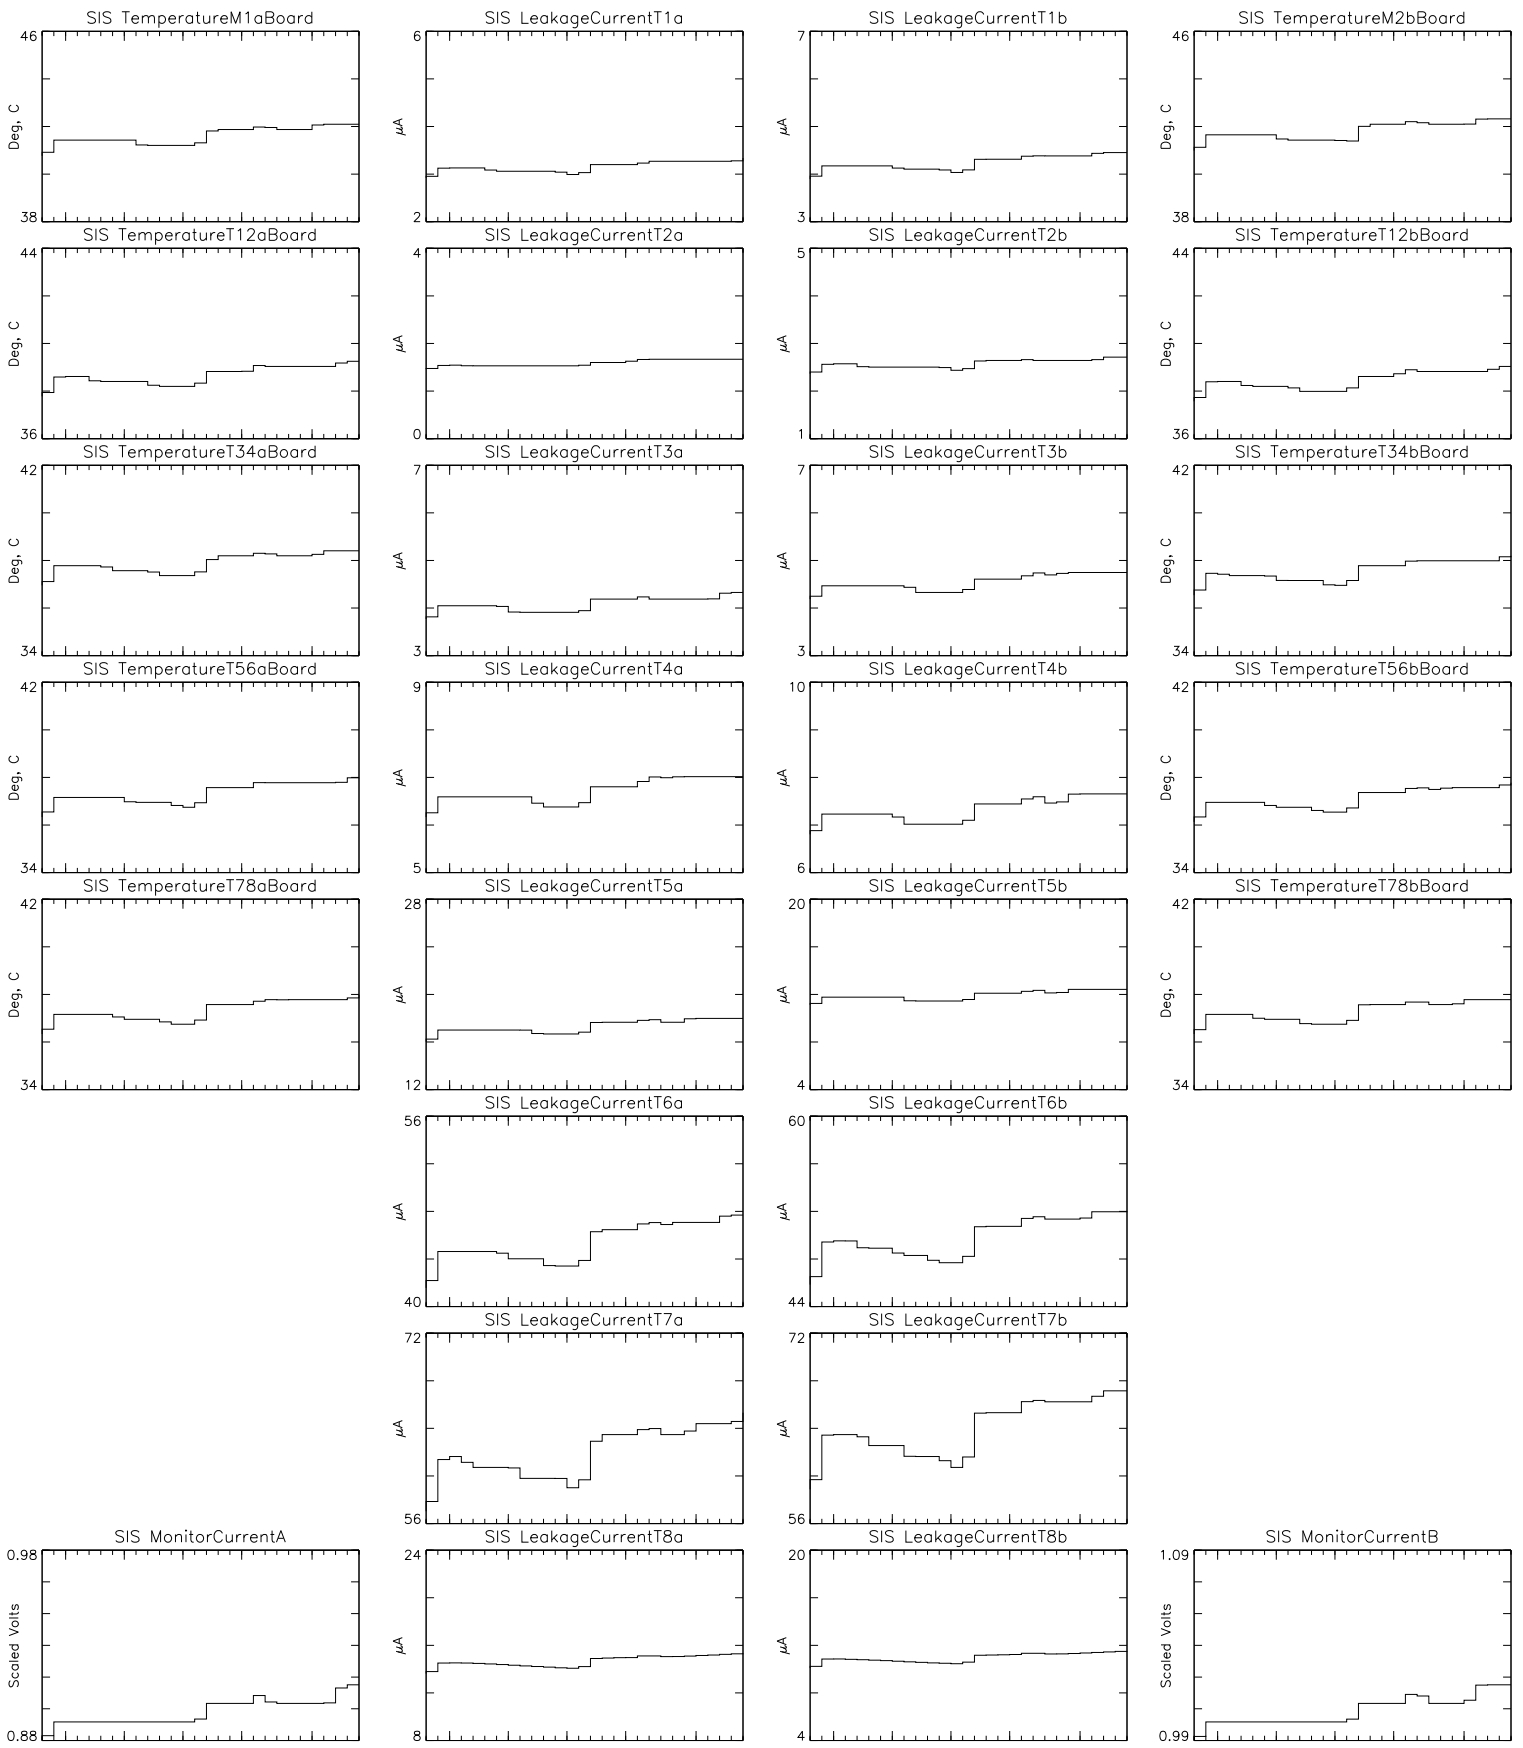 SIS TemperatureM1aBoard
46
Deg, C
38
SIS LeakageCurrentT1a
6
μA
2
SIS LeakageCurrentT1b
7
μA
3
SIS TemperatureM2bBoard
46
Deg, C
38
SIS TemperatureT12aBoard
44
Deg, C
36
SIS LeakageCurrentT2a
4
μA
0
SIS LeakageCurrentT2b
5
μA
1
SIS TemperatureT12bBoard
44
Deg, C
36
SIS TemperatureT34aBoard
42
Deg, C
34
SIS LeakageCurrentT3a
7
μA
3
SIS LeakageCurrentT3b
7
μA
3
SIS TemperatureT34bBoard
42
Deg, C
34
SIS TemperatureT56aBoard
42
Deg, C
34
SIS LeakageCurrentT4a
9
μA
5
SIS LeakageCurrentT4b
10
μA
6
SIS TemperatureT56bBoard
42
Deg, C
34
SIS TemperatureT78aBoard
42
Deg, C
34
SIS LeakageCurrentT5a
28
μA
12
SIS LeakageCurrentT5b
20
μA
4
SIS TemperatureT78bBoard
42
Deg, C
34
SIS LeakageCurrentT6a
56
μA
40
SIS LeakageCurrentT6b
60
μA
44
SIS LeakageCurrentT7a
72
μA
56
SIS LeakageCurrentT7b
72
μA
56
SIS MonitorCurrentA
0.98
Scaled Volts
0.88
SIS LeakageCurrentT8a
24
μA
8
SIS LeakageCurrentT8b
20
μA
4
SIS MonitorCurrentB
1.09
Scaled Volts
0.99